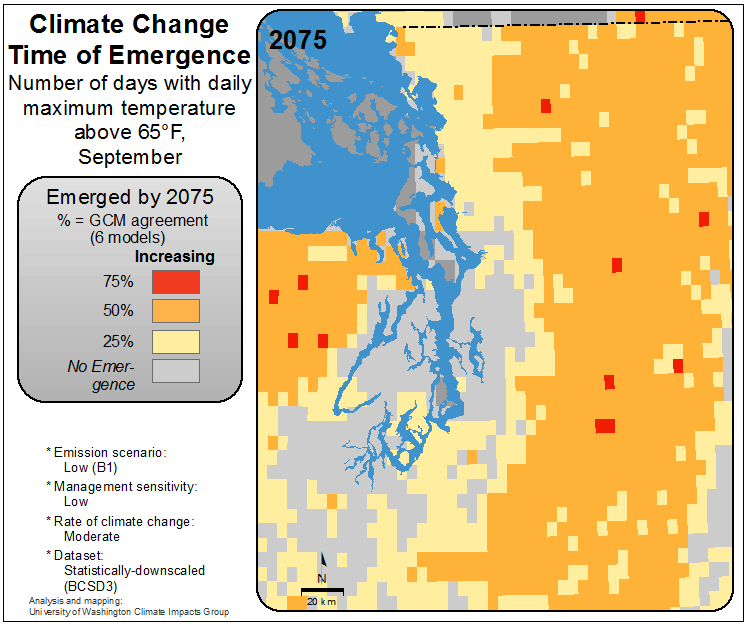 Climate Change
Time of Emergence
Number of days with daily
maximum temperature
above 65°F,
September
2075
Emerged by 2075
% = GCM agreement
(6 models)
Increasing
75%
50%
25%
No Emer-
gence
* Emission scenario:
Low (B1)
* Management sensitivity:
Low
* Rate of climate change:
Moderate
* Dataset:
Statistically-downscaled
(BCSD3)
Analysis and mapping:
University of Washington Climate Impacts Group
N
20 km